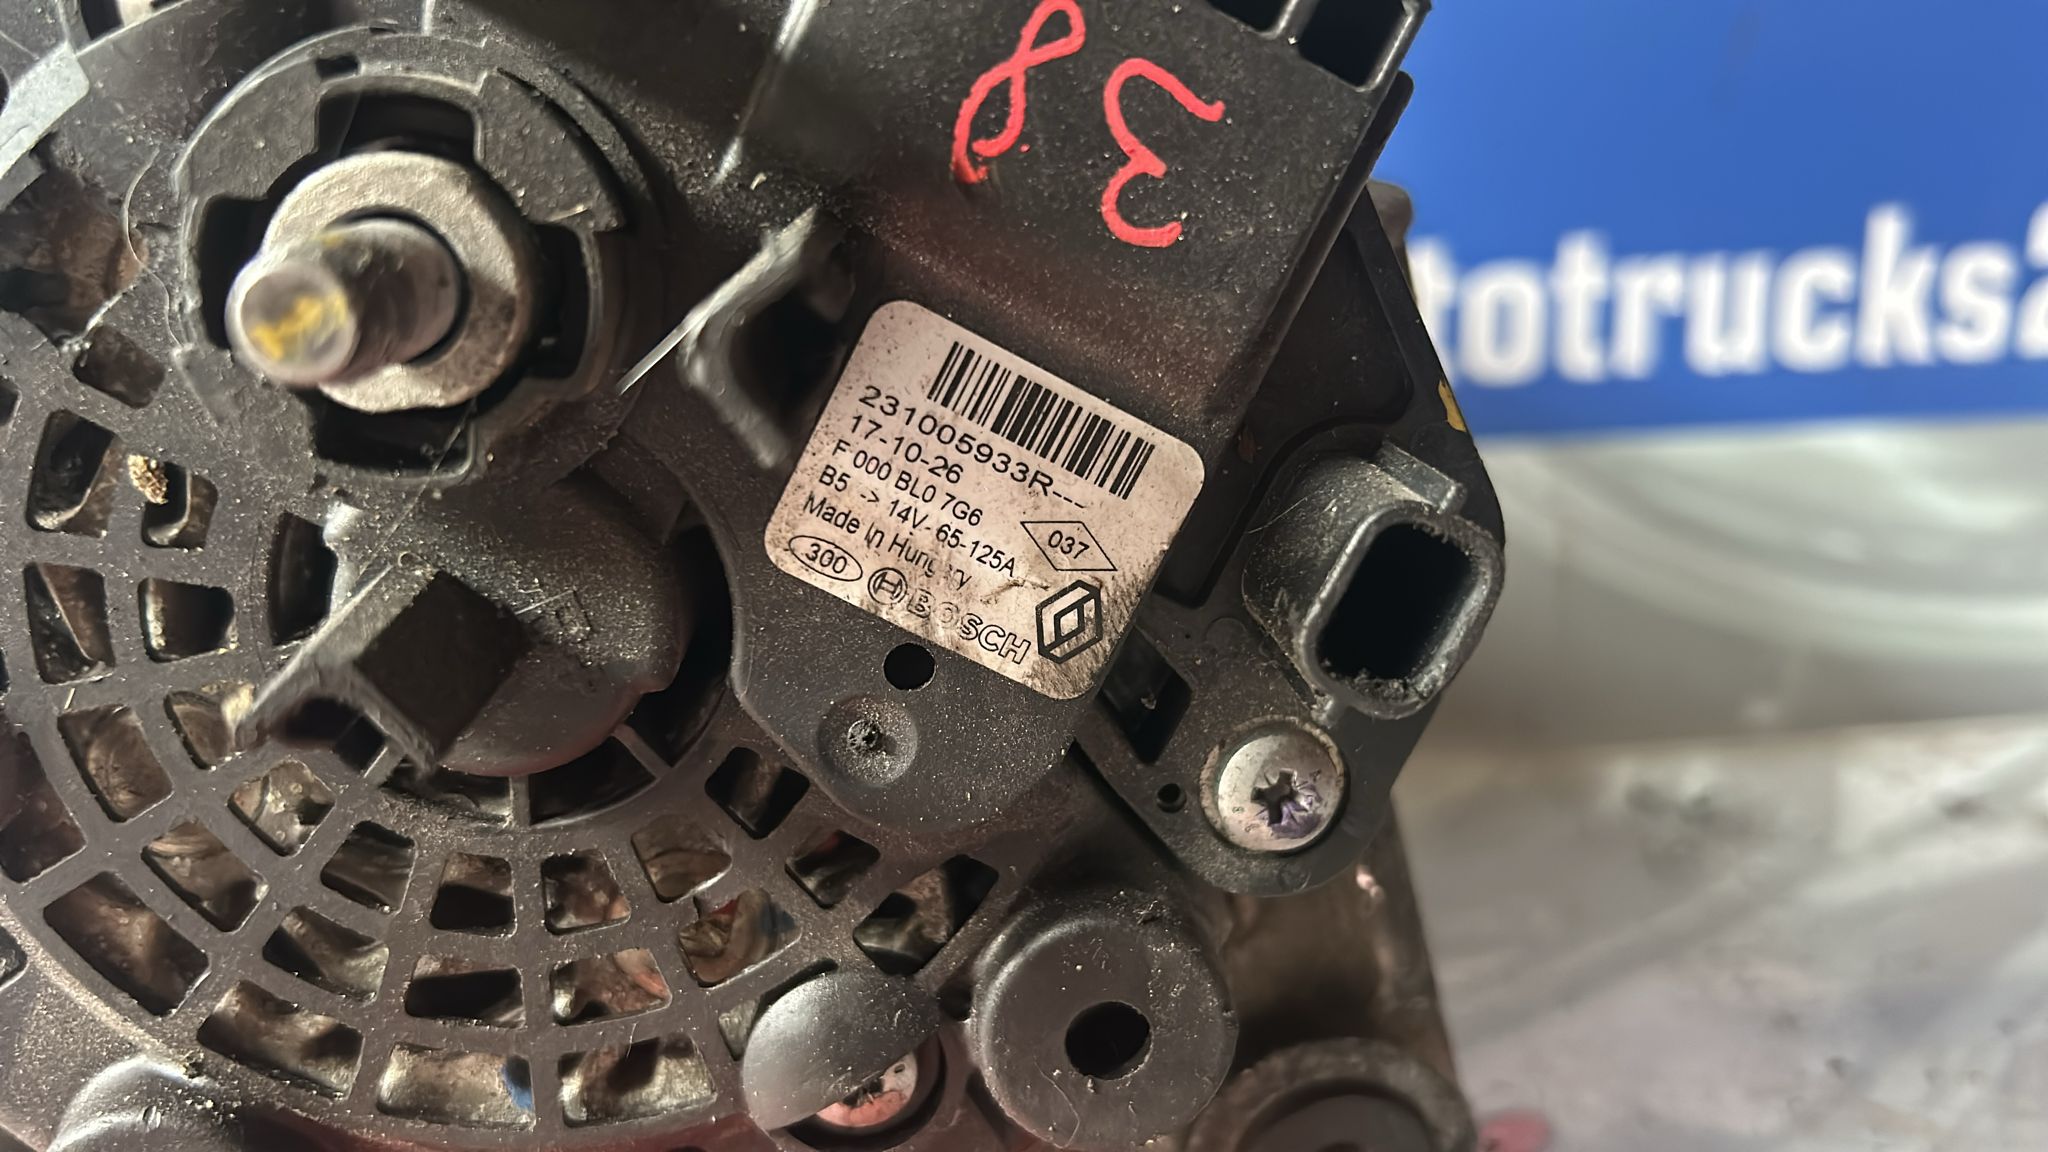 38
totrucks2
231005933R----
17-10-26
F 000 BL0 7G6
B5 -> 14V- 65-125A
037
Made In Hungary
300
BOSCH